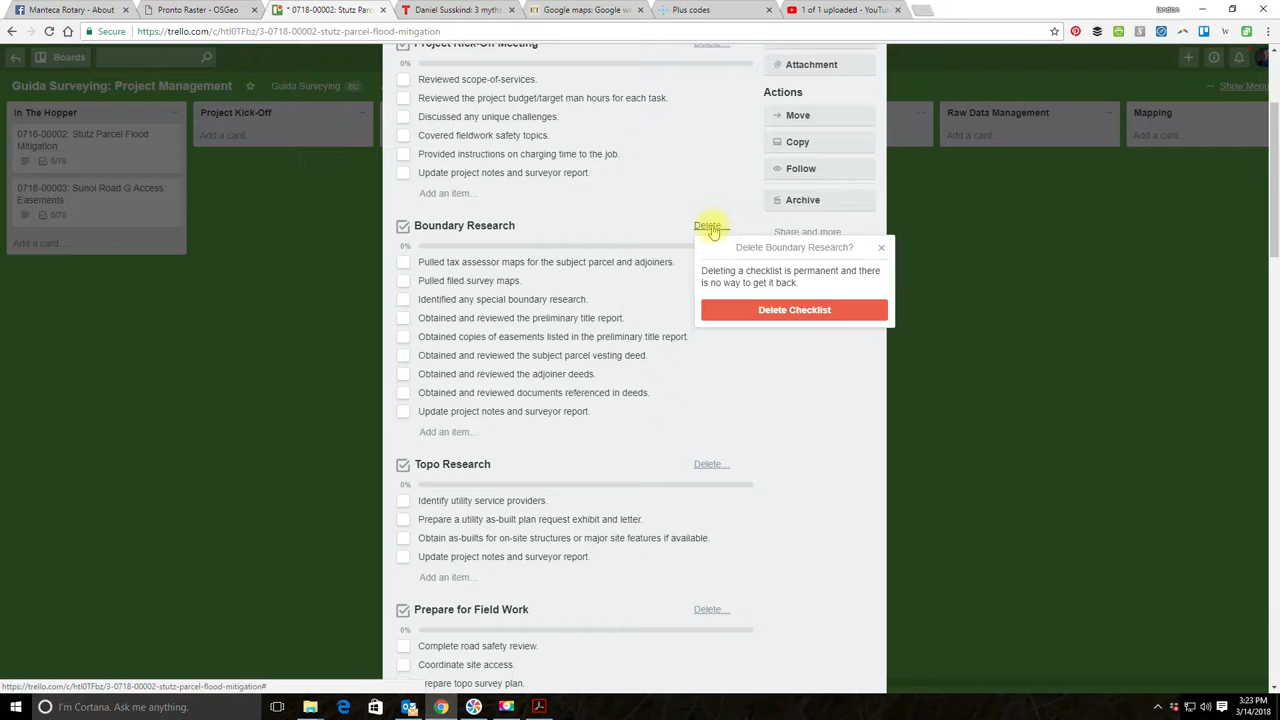 Manteca Rotary - About
Pronto Raster - OSGeo
* 0718-00002: Stutz Parc
Daniel Susskind: 3 myths
Google maps: Google wa
Plus codes
1 of 1 uploaded - YouTu
landon
Secure
https://trello.com/c/htI0TFbz/3-0718-00002-stutz-parcel-flood-mitigation
Boards
Guida Surveying: Project Management
Guida Surveying BC
Show Menu
In The Hopper
0718-00002: Stutz Parcel Flood
Mitigation
0/78
0718-00003: Sunol Road G Access
Easements
0/78
Add a card...
Project Kick-Off
Add a card...
Raw Data Management
Add a card...
Mapping
Add a card...
Project Kick-Off Meeting
Delete...
0%
Reviewed scope-of-services.
Reviewed the project budget/target man hours for each task.
Discussed any unique challenges.
Covered fieldwork safety topics.
Provided instructions on charging time to the job.
Update project notes and surveyor report.
Add an item...
Boundary Research
Delete...
0%
Pulled tax assessor maps for the subject parcel and adjoiners.
Pulled filed survey maps.
Identified any special boundary research.
Obtained and reviewed the preliminary title report.
Obtained copies of easements listed in the preliminary title report.
Obtained and reviewed the subject parcel vesting deed.
Obtained and reviewed the adjoiner deeds.
Obtained and reviewed documents referenced in deeds.
Update project notes and surveyor report.
Add an item...
Topo Research
Delete...
0%
Identify utility service providers.
Prepare a utility as-built plan request exhibit and letter.
Obtain as-builts for on-site structures or major site features if available.
Update project notes and surveyor report.
Add an item...
Prepare for Field Work
Delete...
0%
Complete road safety review.
Coordinate site access.
repare topo survey plan.
Attachment
Actions
Move
Copy
Follow
Archive
Share and more
Delete Boundary Research?
Deleting a checklist is permanent and there
is no way to get it back.
Delete Checklist
https://trello.com/c/htI0TFbz/3-0718-00002-stutz-parcel-flood-mitigation#
I'm Cortana. Ask me anything.
3:23 PM
3/14/2018